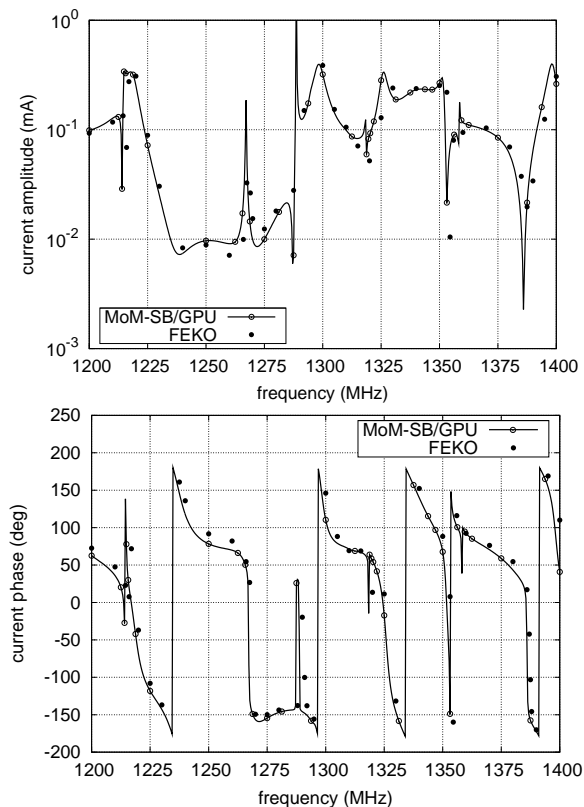 10^0
10^-1
10^-2
10^-3
current amplitude (mA)
MoM-SB/GPU
FEKO
1200 1225 1250 1275 1300 1325 1350 1375 1400
frequency (MHz)
250
200
150
100
50
0
-50
-100
-150
-200
current phase (deg)
MoM-SB/GPU
FEKO
1200 1225 1250 1275 1300 1325 1350 1375 1400
frequency (MHz)